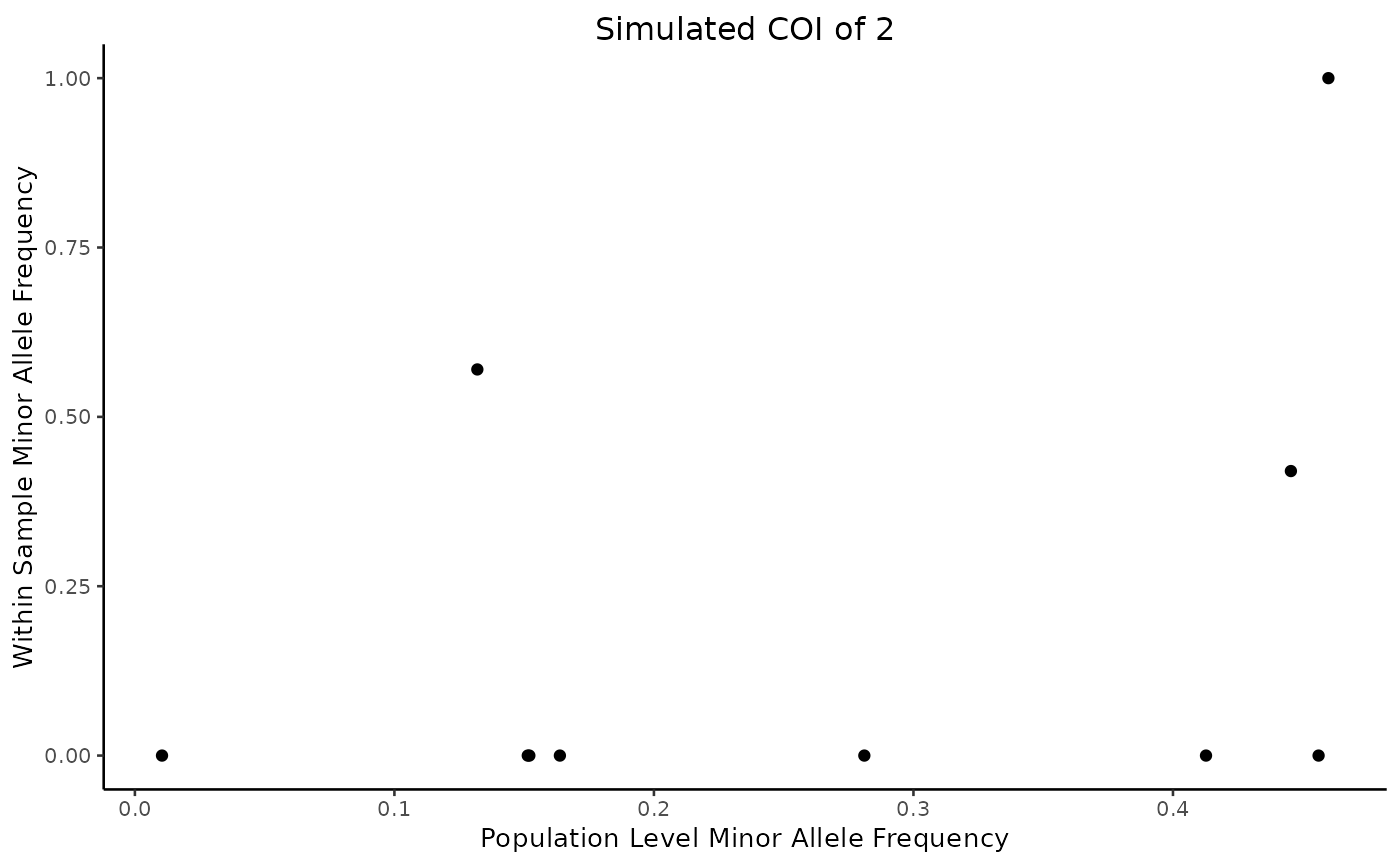 Simulated COI of 2
Within Sample Minor Allele Frequency
1.00
0.75
0.50
0.25
0.00
0.0 0.1 0.2 0.3 0.4
Population Level Minor Allele Frequency